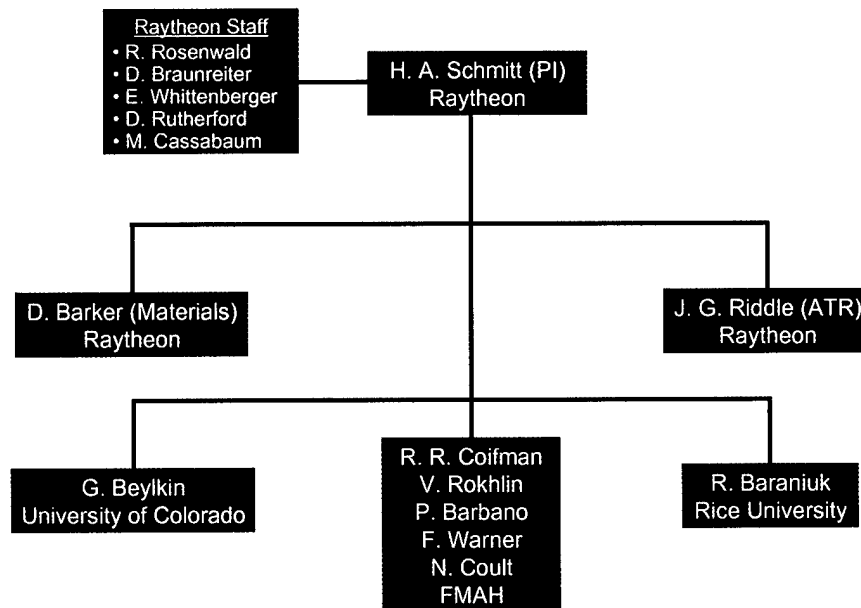 Raytheon Staff
• R. Rosenwald
• D. Braunreiter
• E. Whittenberger
• D. Rutherford
• M. Cassabaum
H. A. Schmitt (PI)
Raytheon
D. Barker (Materials)
Raytheon
J. G. Riddle (ATR)
Raytheon
G. Beylkin
University of Colorado
R. R. Coifman
V. Rokhlin
P. Barbano
F. Warner
N. Coult
FMAH
R. Baraniuk
Rice University